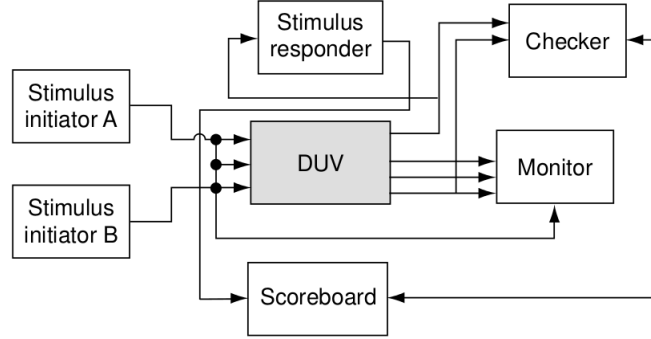 Stimulus
responder
Checker
Stimulus
initiator A
DUV
Monitor
Stimulus
initiator B
Scoreboard